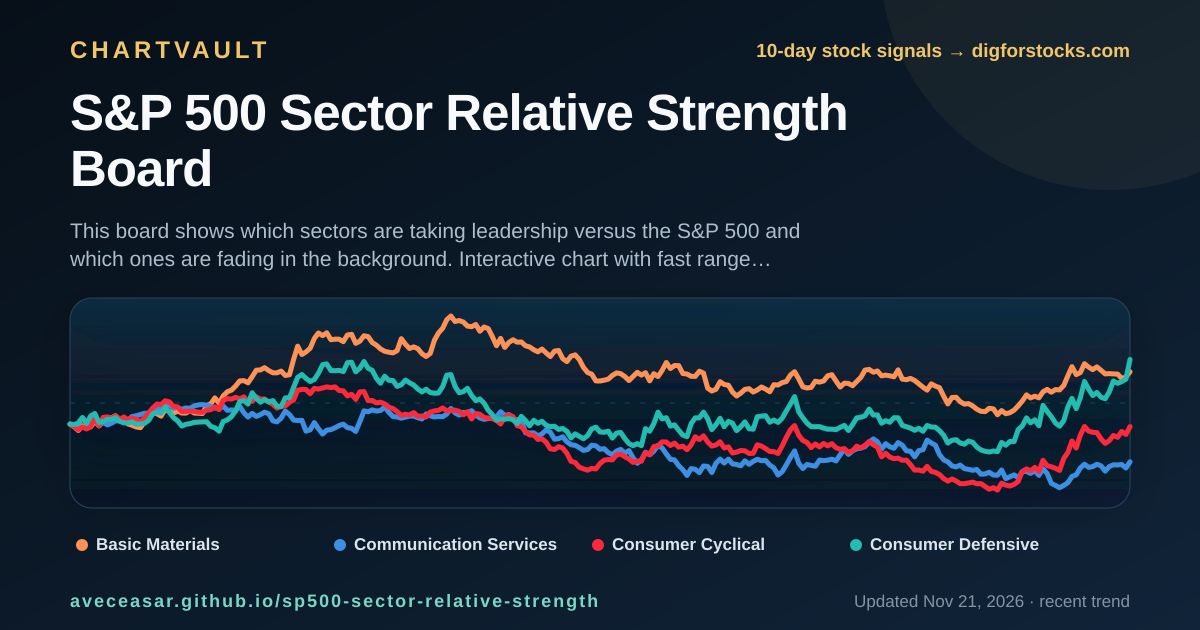 CHARTVAULT
10-day stock signals → digforstocks.com
S&P 500 Sector Relative Strength
Board
This board shows which sectors are taking leadership versus the S&P 500 and
which ones are fading in the background. Interactive chart with fast range…
Basic Materials
Communication Services
Consumer Cyclical
Consumer Defensive
aveceasar.github.io/sp500-sector-relative-strength
Updated Nov 21, 2026 · recent trend